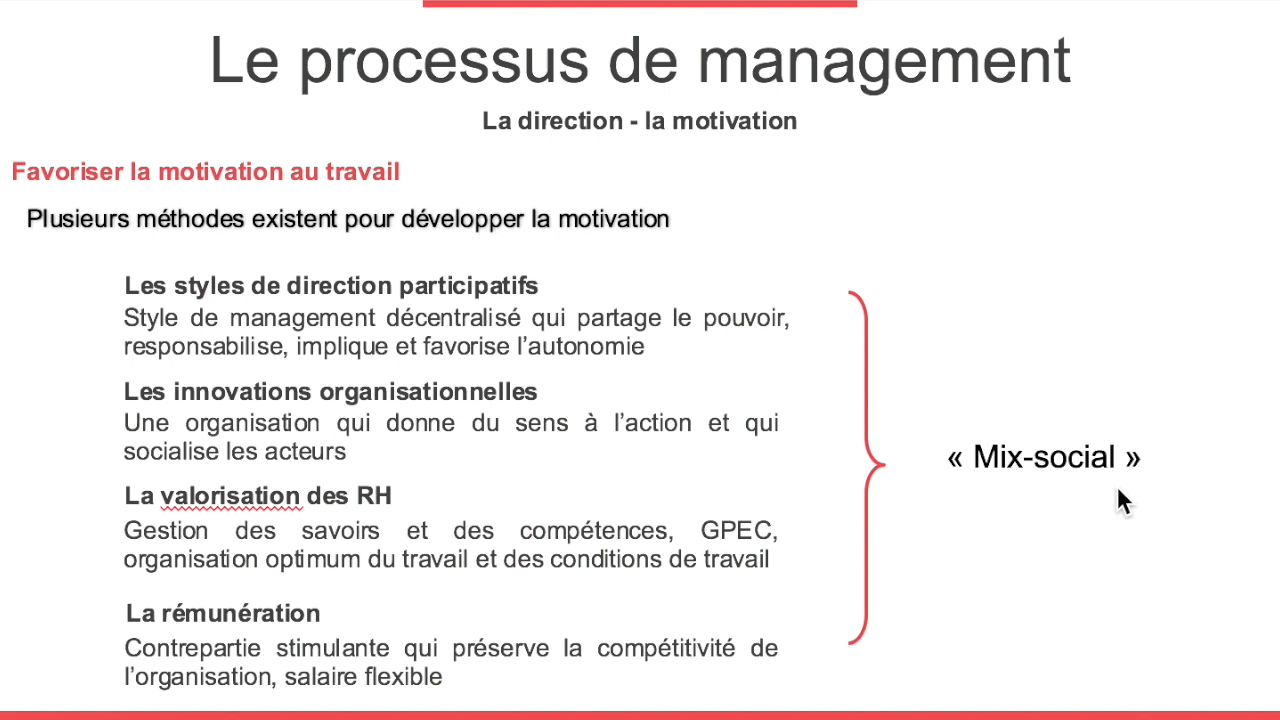 Le processus de management
La direction - la motivation
Favoriser la motivation au travail
Plusieurs méthodes existent pour développer la motivation
Les styles de direction participatifs
Style de management décentralisé qui partage le pouvoir,
responsabilise, implique et favorise l’autonomie
Les innovations organisationnelles
Une organisation qui donne du sens à l’action et qui
socialise les acteurs
« Mix-social »
La valorisation des RH
Gestion des savoirs et des compétences, GPEC,
organisation optimum du travail et des conditions de travail
La rémunération
Contrepartie stimulante qui préserve la compétitivité de
l’organisation, salaire flexible